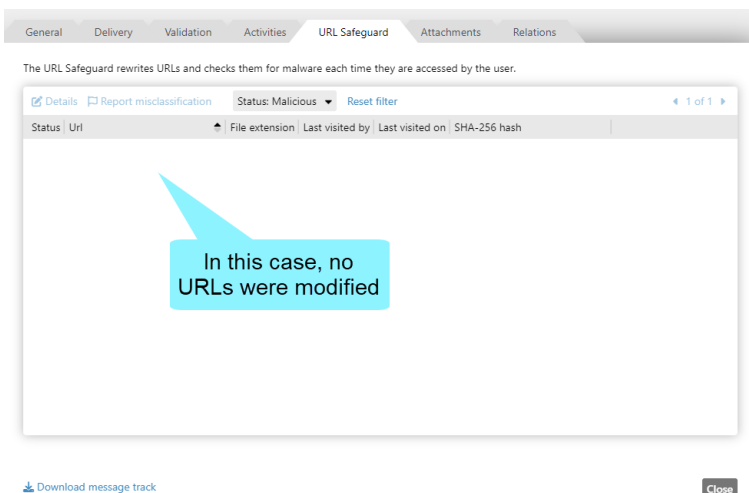 General Delivery Validation Activities URL Safeguard Attachments Relations
The URL Safeguard rewrites URLs and checks them for malware each time they are accessed by the user.
Details Report misclassification Status: Malicious Reset filter 1 of 1
Status Url File extension Last visited by Last visited on SHA-256 hash
In this case, no
URLs were modified
Download message track Close